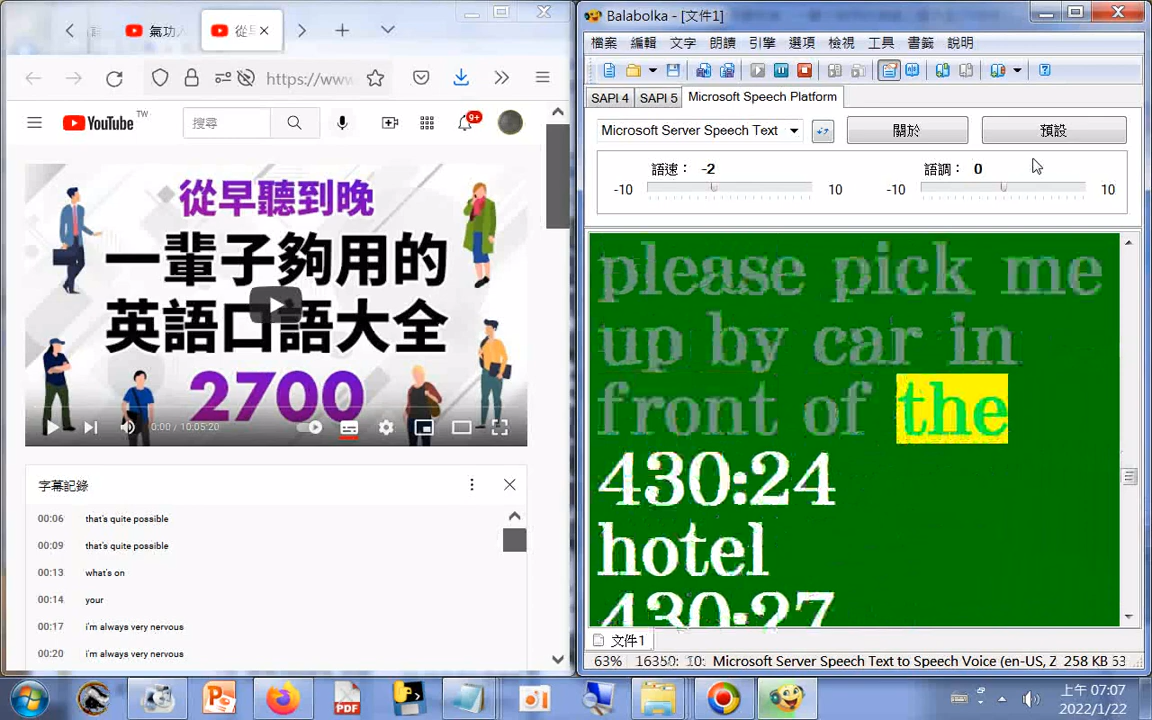 氣功
從
https://www
YouTube TW
搜尋
9+
從早聽到晚
一輩子夠用的
英語口語大全
2700
0:00 / 10:05:20
字幕記錄
00:06 that's quite possible
00:09 that's quite possible
00:13 what's on
00:14 your
00:17 i'm always very nervous
00:20 i'm always very nervous
Balabolka - [文件1]
檔案 編輯 文字 朗讀 引擎 選項 檢視 工具 書籤 說明
SAPI 4 SAPI 5 Microsoft Speech Platform
Microsoft Server Speech Text 關於 預設
語速： -2 語調： 0
-10 10 -10 10
please pick me
up by car in
front of the
430:24
hotel
430:27
文件1
63% 16350: 10: Microsoft Server Speech Text to Speech Voice (en-US, Z 258 KB 53
PDF
上午 07:07
2022/1/22